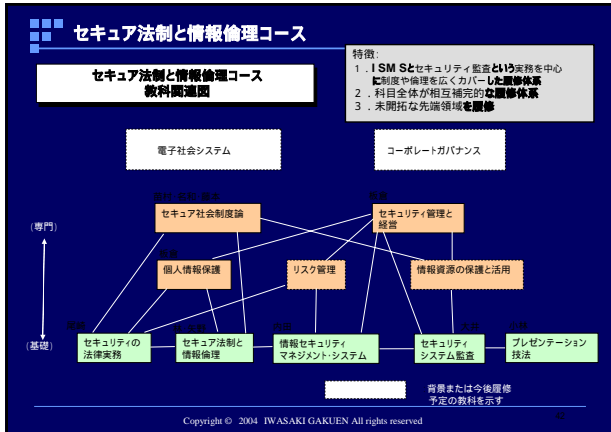 セキュア法制と情報倫理コース
セキュア法制と情報倫理コース
教科関連図
特徴:
1．ISMSとセキュリティ監査という実務を中心
に制度や倫理を広くカバーした履修体系
2．科目全体が相互補完的な履修体系
3．未開拓な先端領域を履修
電子社会システム
コーポレートガバナンス
セキュア社会制度論
セキュリティ管理と
経営
(専門)
個人情報保護
リスク管理
情報資源の保護と活用
(基礎)
セキュリティの
法律実務
セキュア法制と
情報倫理
情報セキュリティ
マネジメント・システム
セキュリティ
システム監査
プレゼンテーション
技法
背景または今後履修
予定の教科を示す
Copyright © 2004 IWASAKI GAKUEN All rights reserved